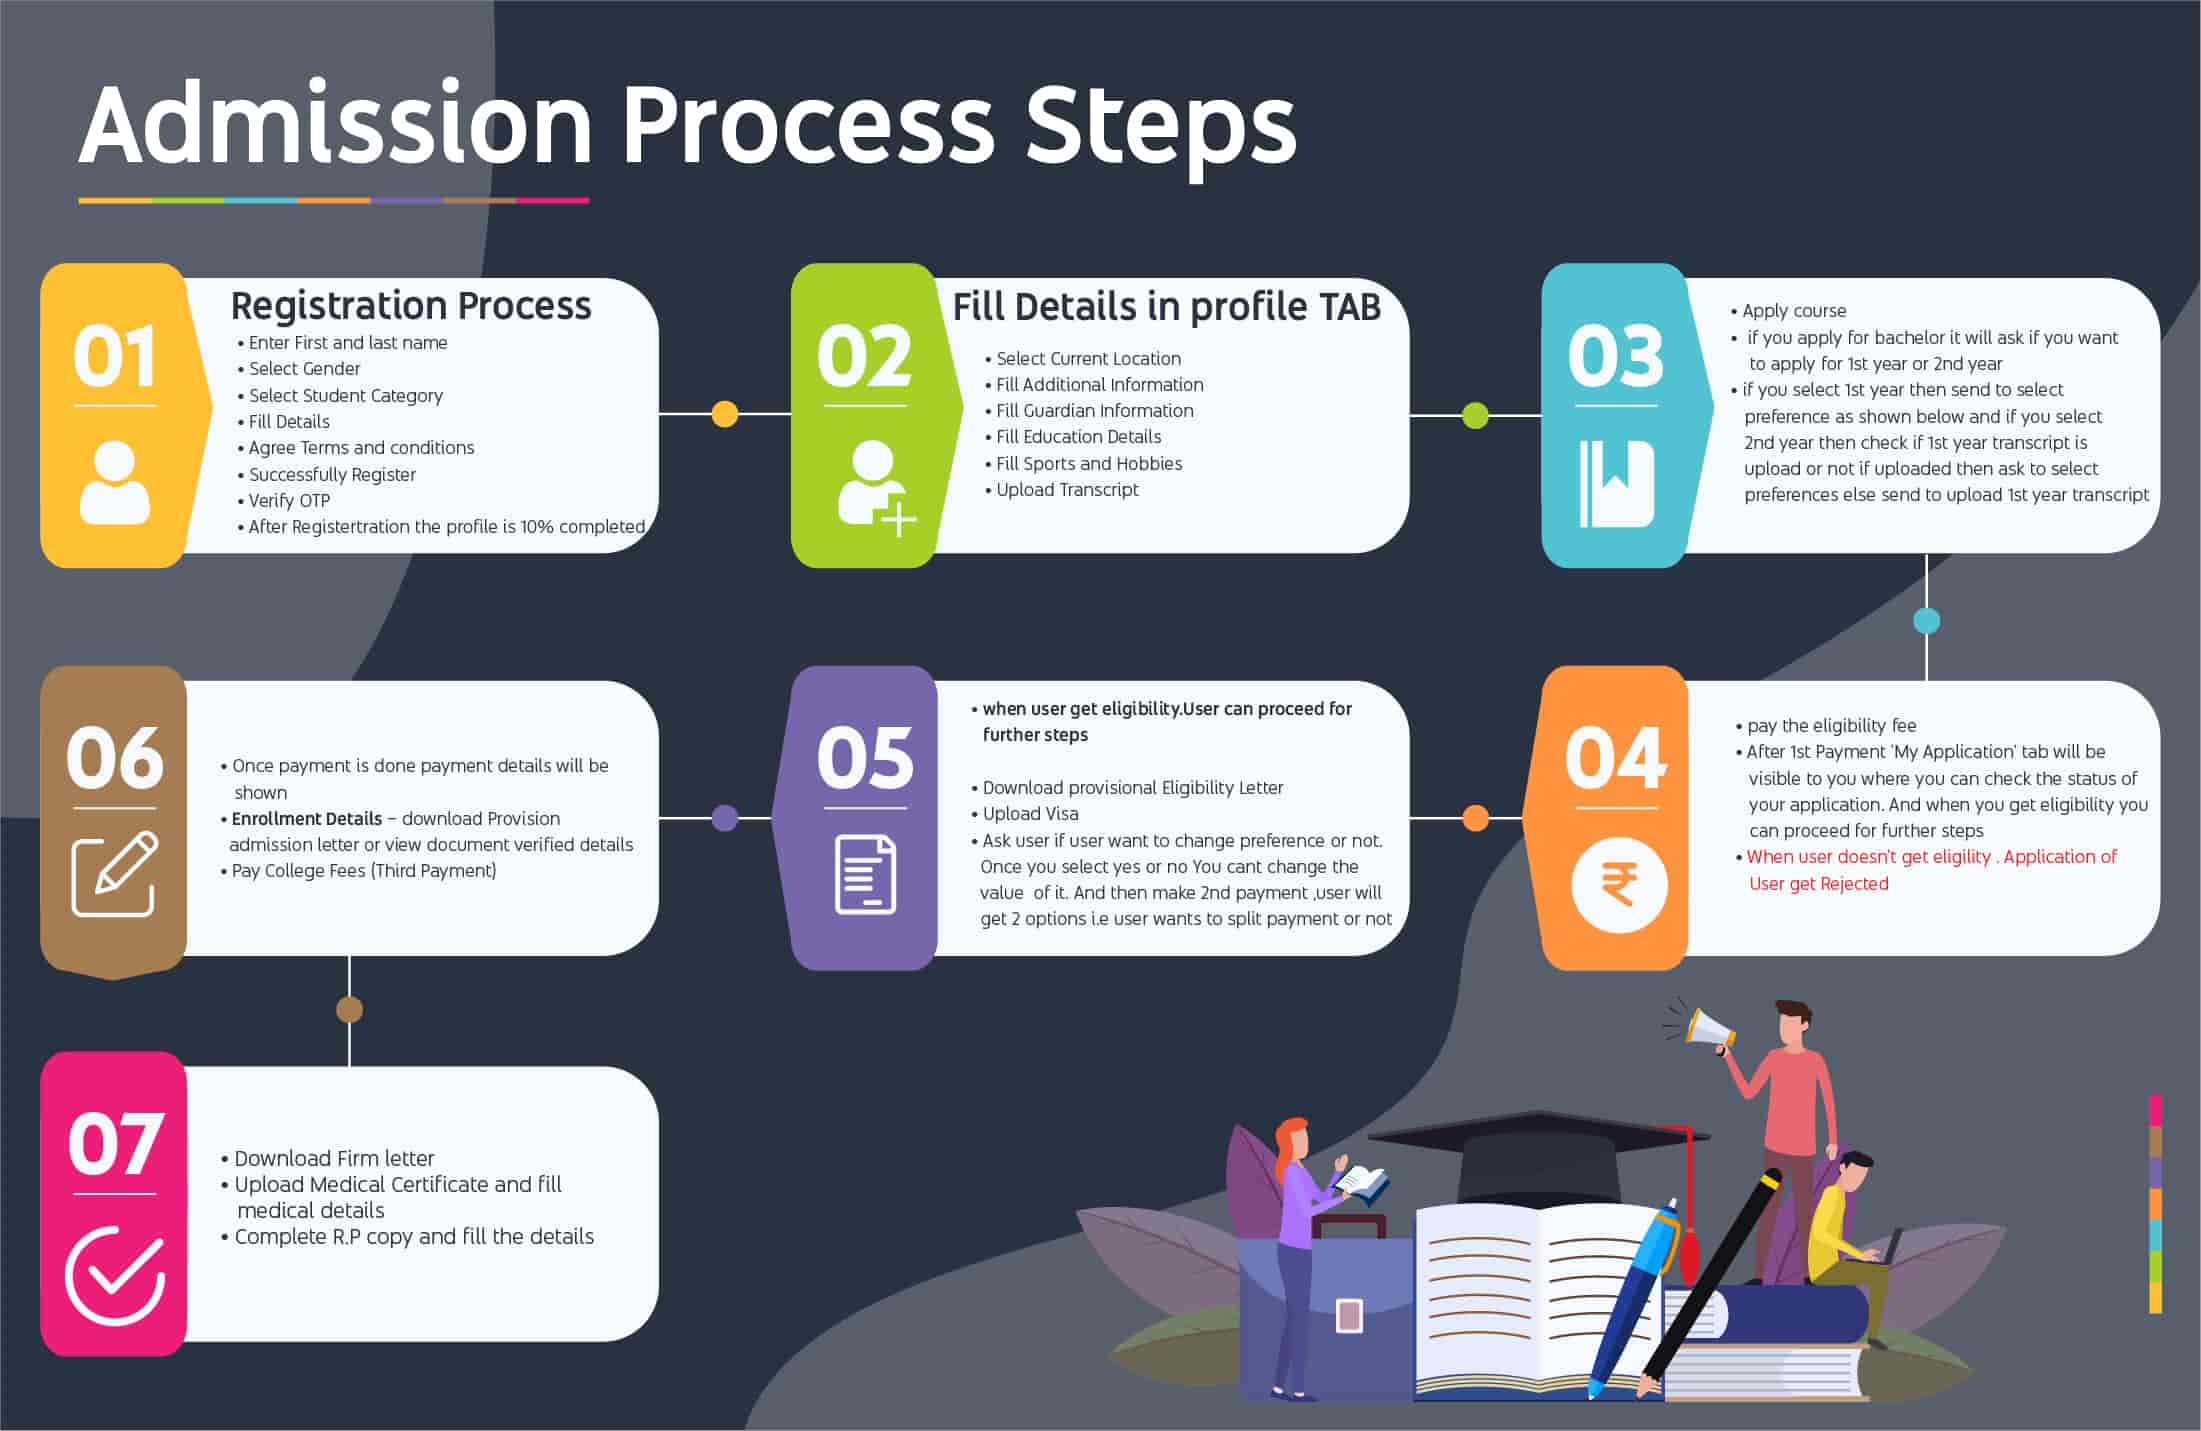 Admission Process Steps
01
Registration Process
• Enter First and last name
• Select Gender
• Select Student Category
• Fill Details
• Agree Terms and conditions
• Successfully Register
• Verify OTP
• After Registertration the profile is 10% completed
02
Fill Details in profile TAB
• Select Current Location
• Fill Additional Information
• Fill Guardian Information
• Fill Education Details
• Fill Sports and Hobbies
• Upload Transcript
03
• Apply course
• if you apply for bachelor it will ask if you want
to apply for 1st year or 2nd year
• if you select 1st year then send to select
preference as shown below and if you select
2nd year then check if 1st year transcript is
upload or not if uploaded then ask to select
preferences else send to upload 1st year transcript
04
• pay the eligibility fee
• After 1st Payment 'My Application' tab will be
visible to you where you can check the status of
your application. And when you get eligibility you
can proceed for further steps
• When user doesn't get eligility . Application of
User get Rejected
₹
05
• when user get eligibility.User can proceed for
further steps
• Download provisional Eligibility Letter
• Upload Visa
• Ask user if user want to change preference or not.
Once you select yes or no You cant change the
value of it. And then make 2nd payment ,user will
get 2 options i.e user wants to split payment or not
06
• Once payment is done payment details will be
shown
• Enrollment Details – download Provision
admission letter or view document verified details
• Pay College Fees (Third Payment)
07
• Download Firm letter
• Upload Medical Certificate and fill
medical details
• Complete R.P copy and fill the details